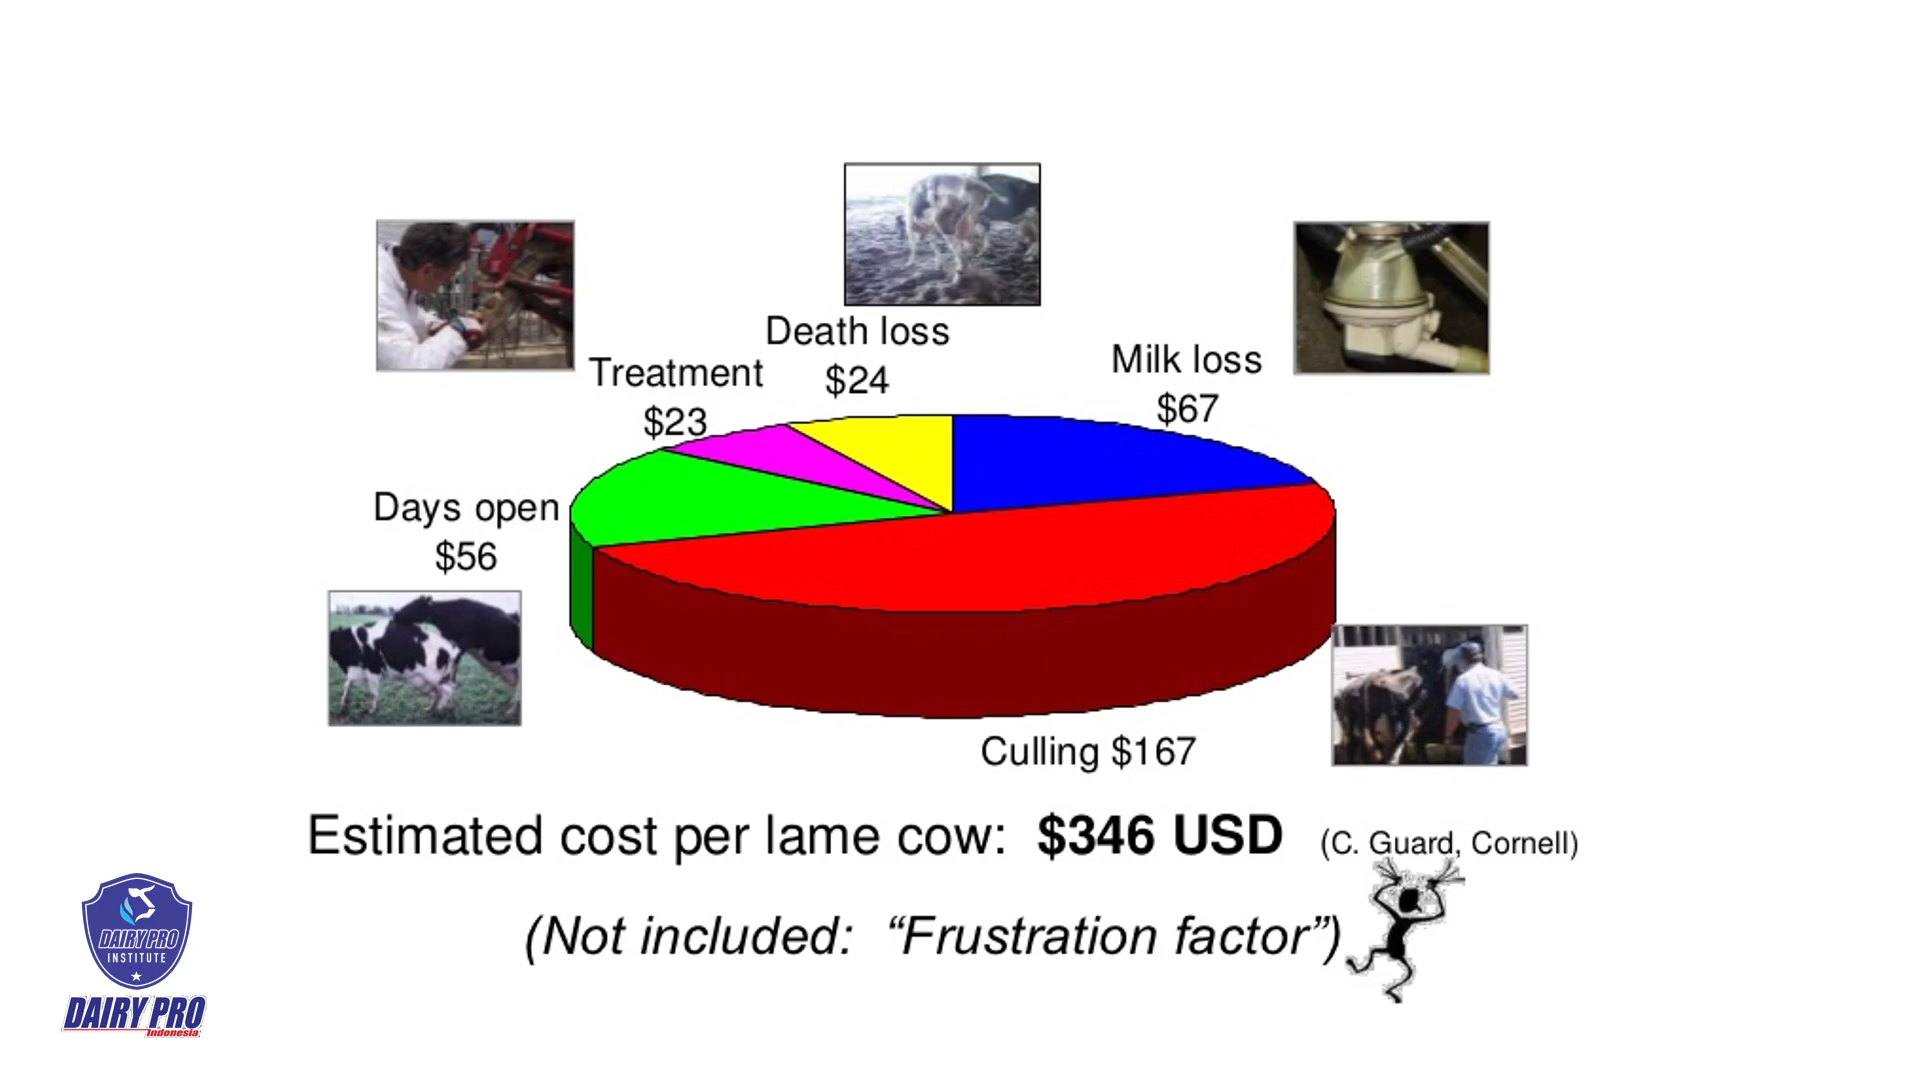 Death loss
$24
Treatment
$23
Milk loss
$67
Days open
$56
Culling $167
Estimated cost per lame cow: $346 USD (C. Guard, Cornell)
(Not included: “Frustration factor”)
DAIRY PRO
INSTITUTE
DAIRY PRO
Indonesia